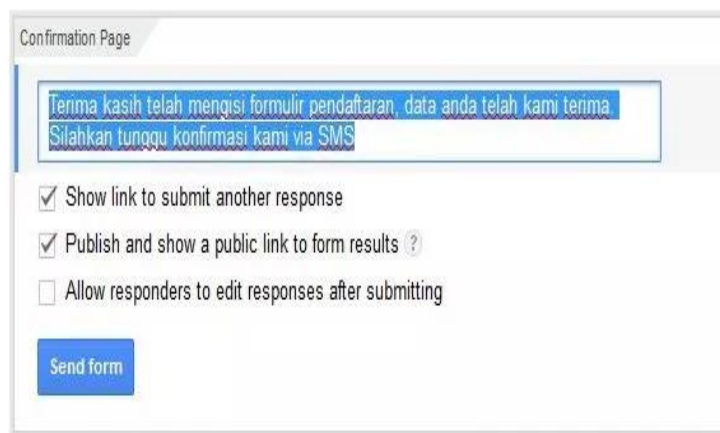 Confirmation Page
Terima kasih telah mengisi formulir pendaftaran, data anda telah kami terima.
Silahkan tunggu konfirmasi kami via SMS
Show link to submit another response
Publish and show a public link to form results ?
Allow responders to edit responses after submitting
Send form